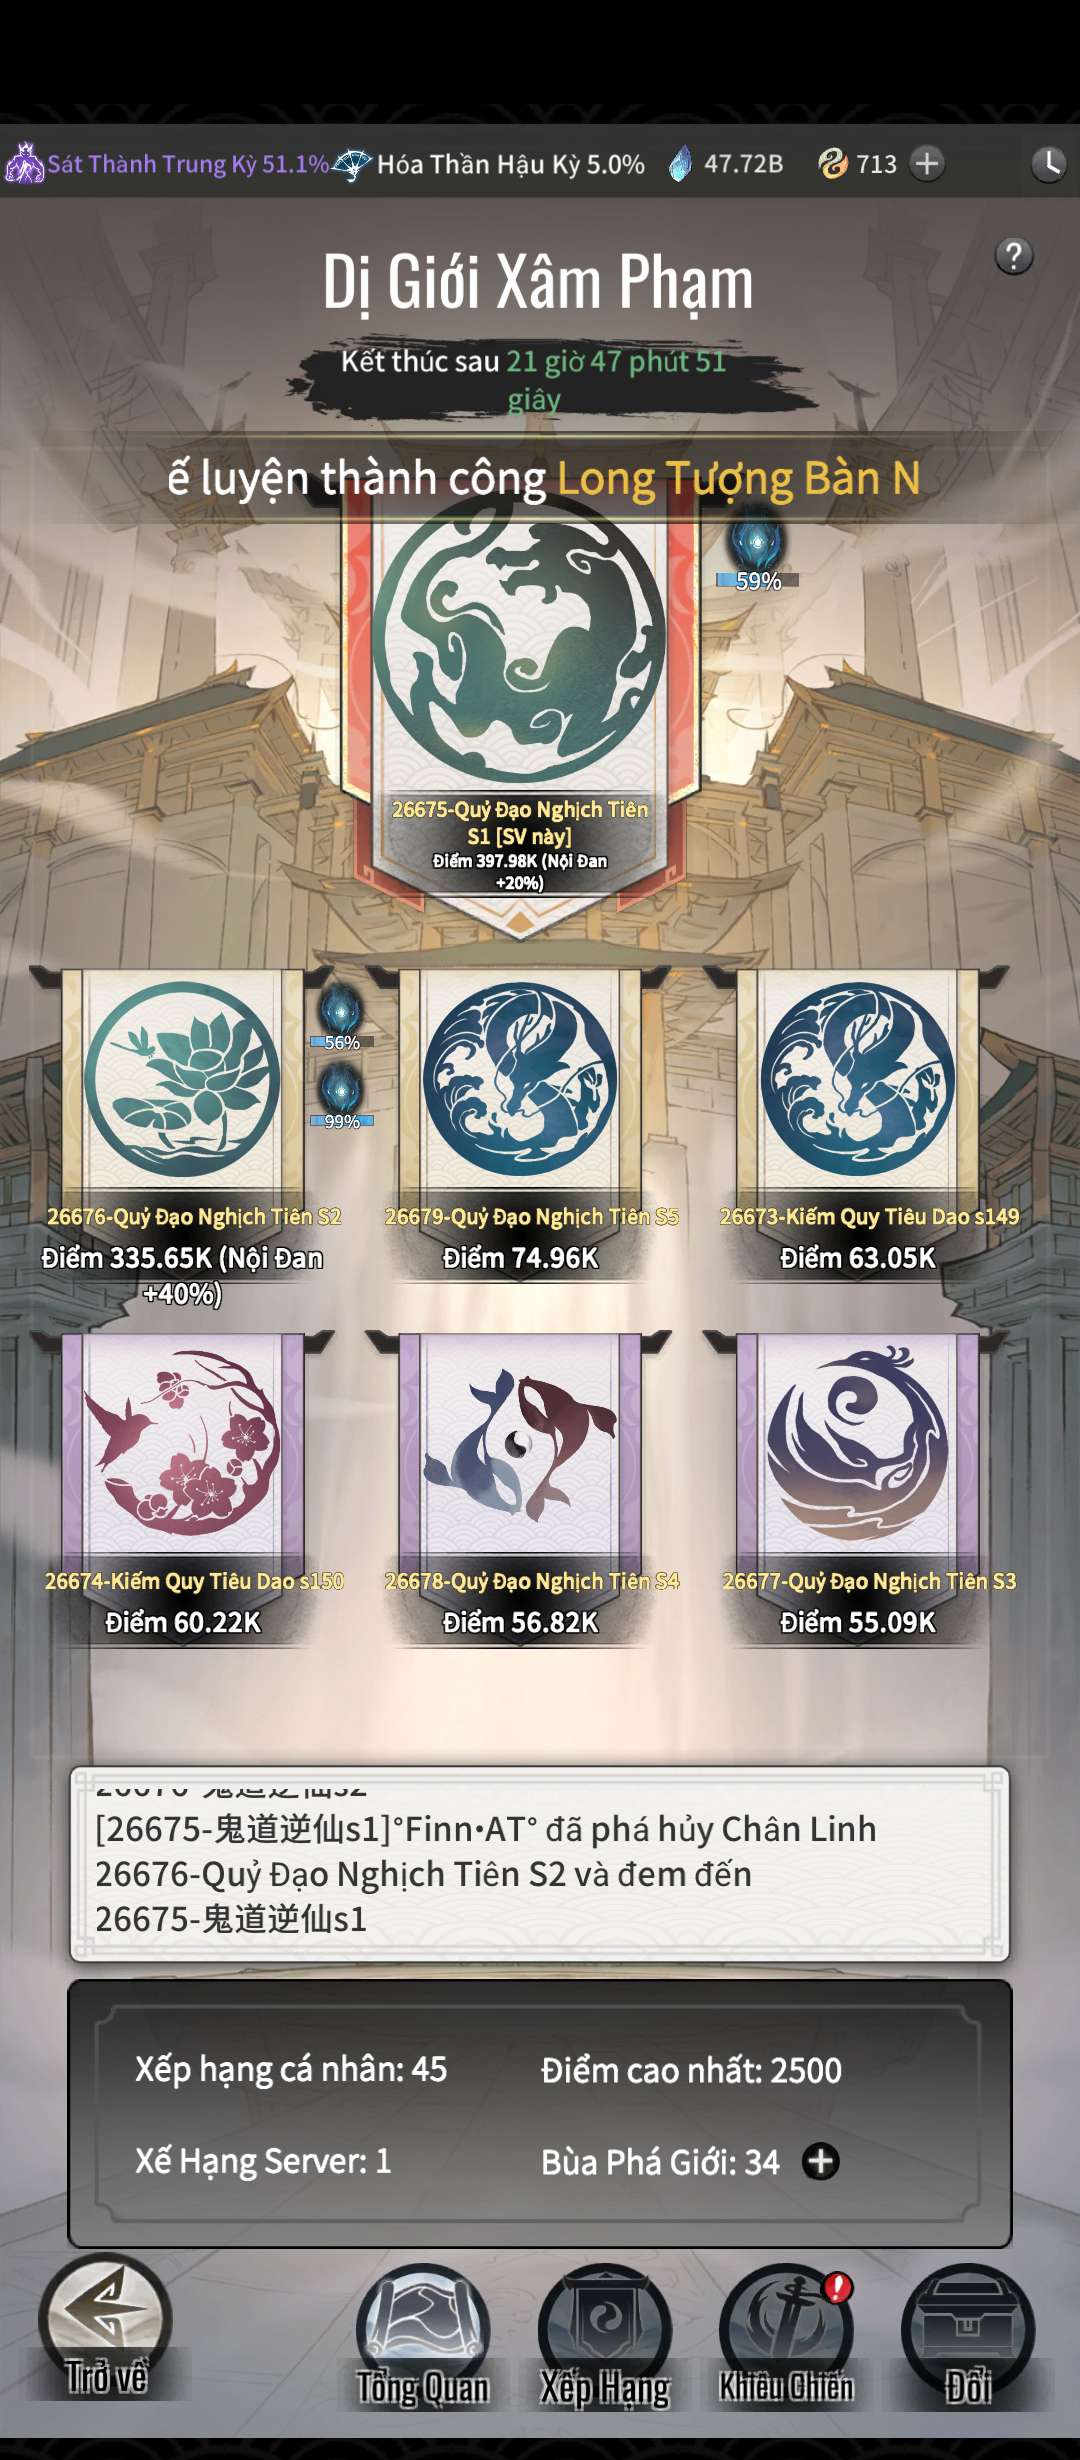 Sát Thành Trung Kỳ 51.1% Hóa Thần Hậu Kỳ 5.0% 47.72B 713
Dị Giới Xâm Phạm
Kết thúc sau 21 giờ 47 phút 51
giây
ế luyện thành công Long Tượng Bàn N
59%
26675-Quỷ Đạo Nghịch Tiên
S1 [SV này]
Điểm 397.98K (Nội Đan
+20%)
56%
99%
26676-Quỷ Đạo Nghịch Tiên S2
Điểm 335.65K (Nội Đan
+40%)
26679-Quỷ Đạo Nghịch Tiên S5
Điểm 74.96K
26673-Kiếm Quy Tiêu Dao s149
Điểm 63.05K
26674-Kiếm Quy Tiêu Dao s150
Điểm 60.22K
26678-Quỷ Đạo Nghịch Tiên S4
Điểm 56.82K
26677-Quỷ Đạo Nghịch Tiên S3
Điểm 55.09K
26676-鬼道逆仙s2
[26675-鬼道逆仙s1]°Finn•AT° đã phá hủy Chân Linh
26676-Quỷ Đạo Nghịch Tiên S2 và đem đến
26675-鬼道逆仙s1
Xếp hạng cá nhân: 45
Điểm cao nhất: 2500
Xế Hạng Server: 1
Bùa Phá Giới: 34
Trở về
Tổng Quan
Xếp Hạng
Khiêu Chiến
Đổi